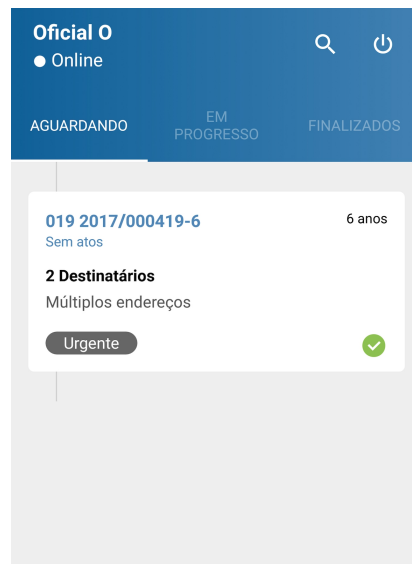 Oficial O
Online
AGUARDANDO
EM
PROGRESSO
FINALIZADOS
019 2017/000419-6
6 anos
Sem atos
2 Destinatários
Múltiplos endereços
Urgente